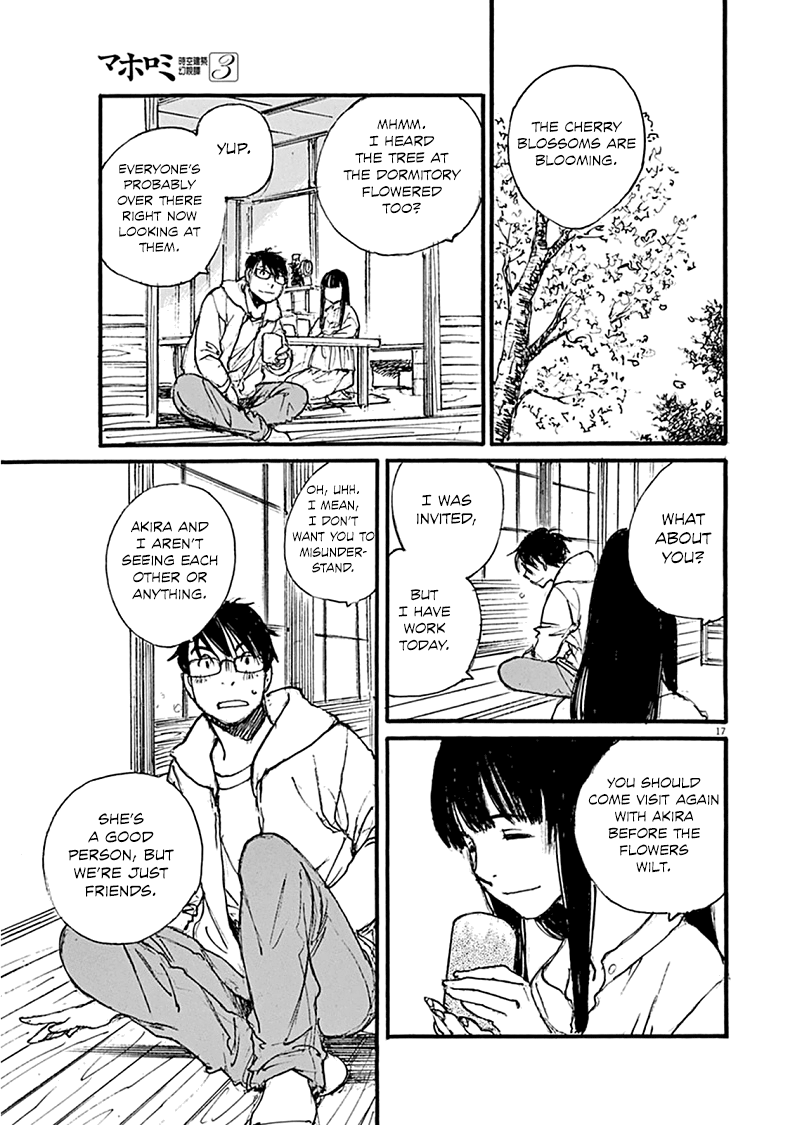 マホロミ
時空建築
幻視譚
3
THE CHERRY
BLOSSOMS ARE
BLOOMING.
MHMM.
I HEARD
THE TREE AT
THE DORMITORY
FLOWERED
TOO?
YUP.
EVERYONE'S
PROBABLY
OVER THERE
RIGHT NOW
LOOKING AT
THEM.
WHAT
ABOUT
YOU?
I WAS
INVITED,
BUT
I HAVE
WORK
TODAY.
17
YOU SHOULD
COME VISIT AGAIN
WITH AKIRA
BEFORE THE
FLOWERS
WILT.
OH, UHH.
I MEAN,
I DON'T
WANT YOU TO
MISUNDER-
STAND.
AKIRA AND
I AREN'T
SEEING EACH
OTHER OR
ANYTHING.
SHE'S
A GOOD
PERSON, BUT
WE'RE JUST
FRIENDS.